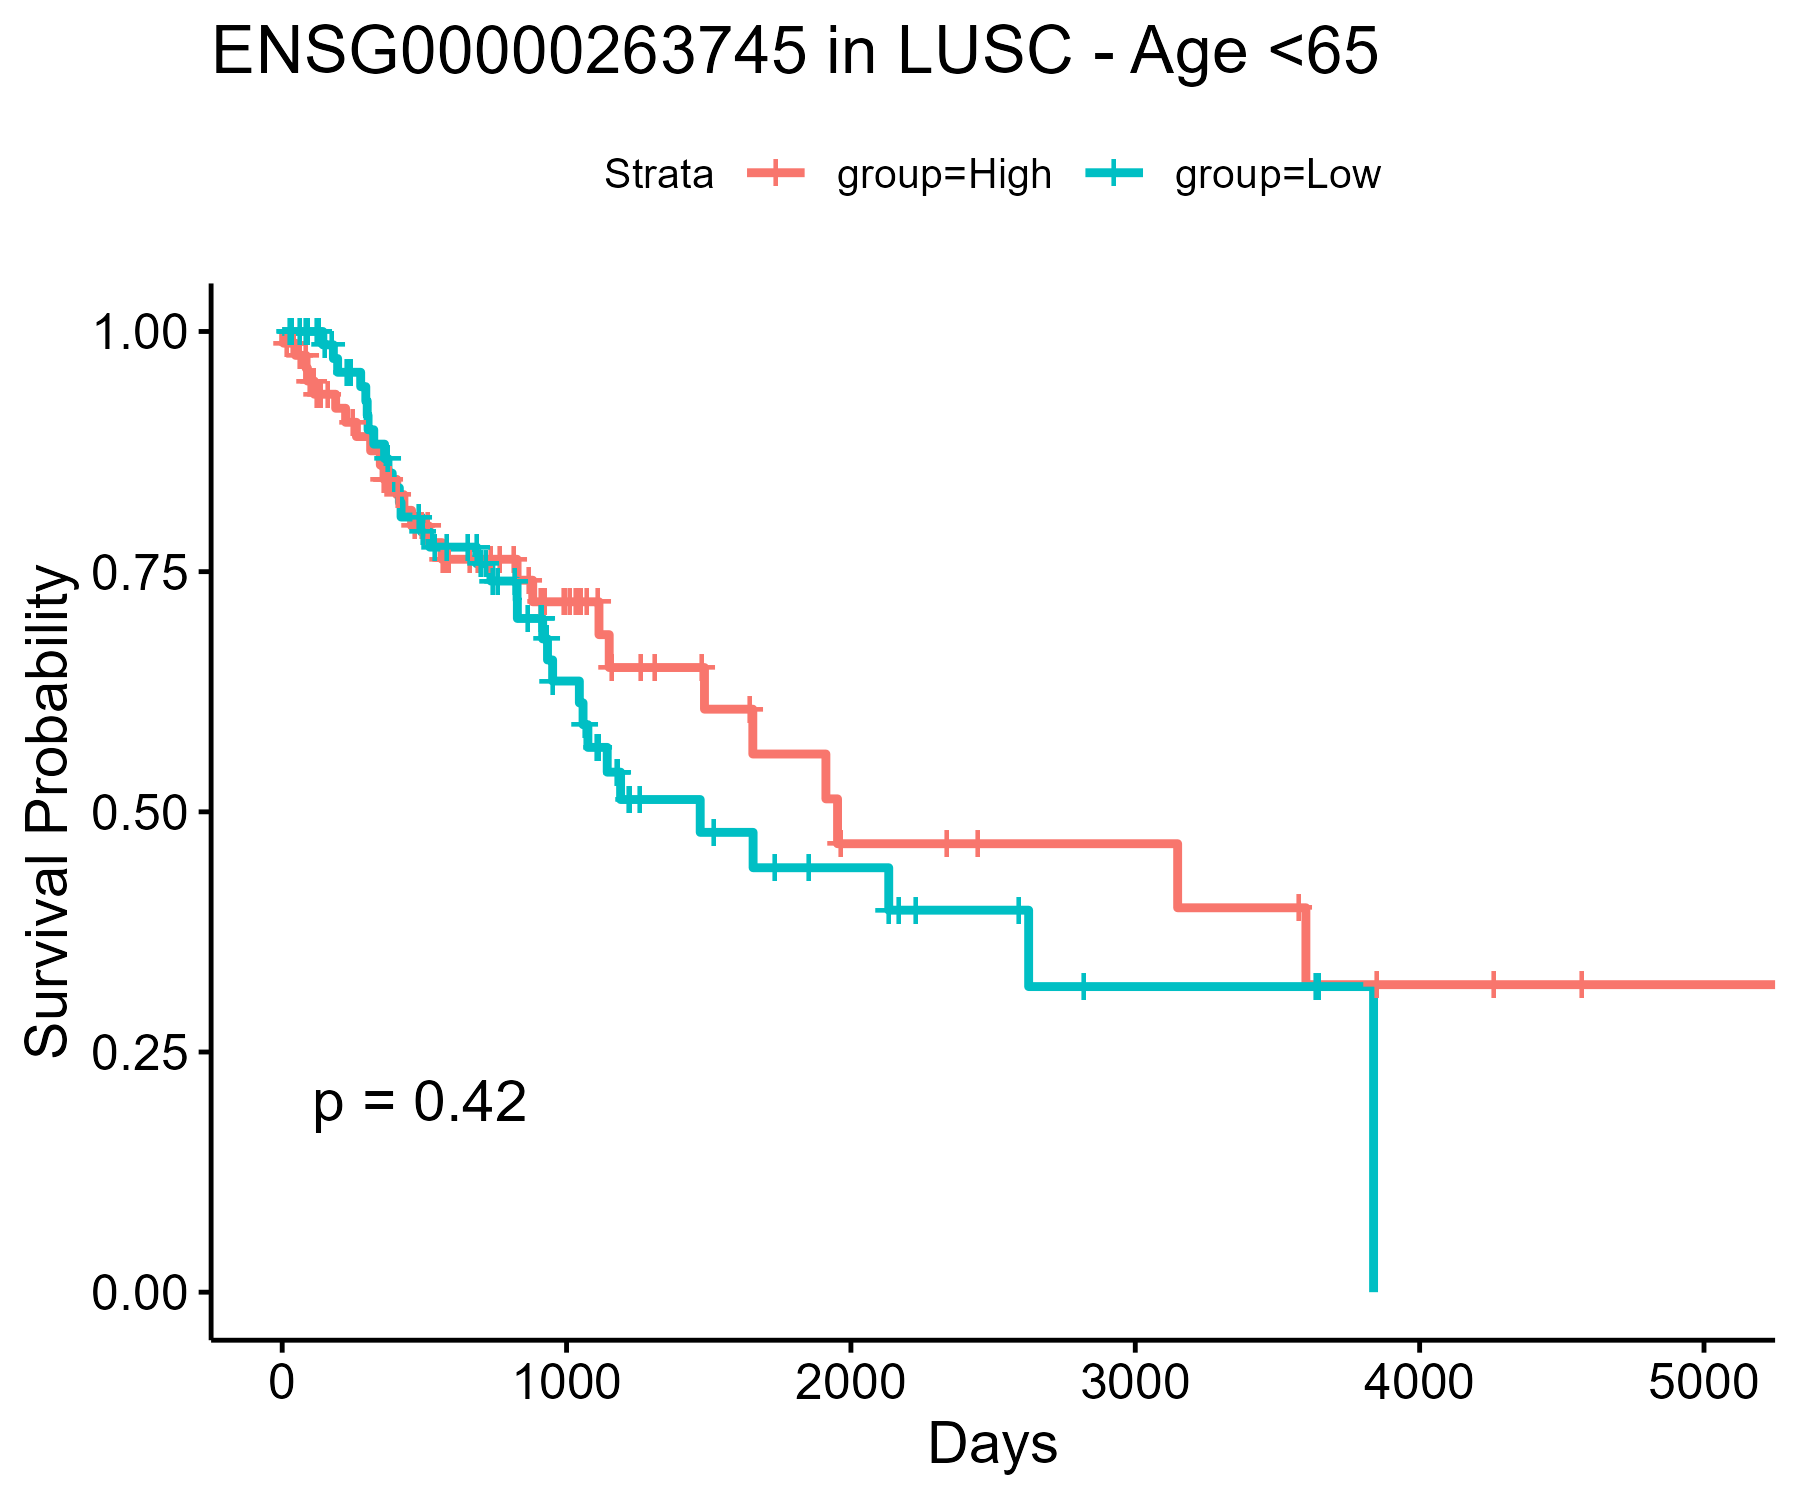 ENSG00000263745 in LUSC - Age <65
Strata group=High group=Low
Survival Probability
1.00
0.75
0.50
0.25
0.00
p = 0.42
0 1000 2000 3000 4000 5000
Days